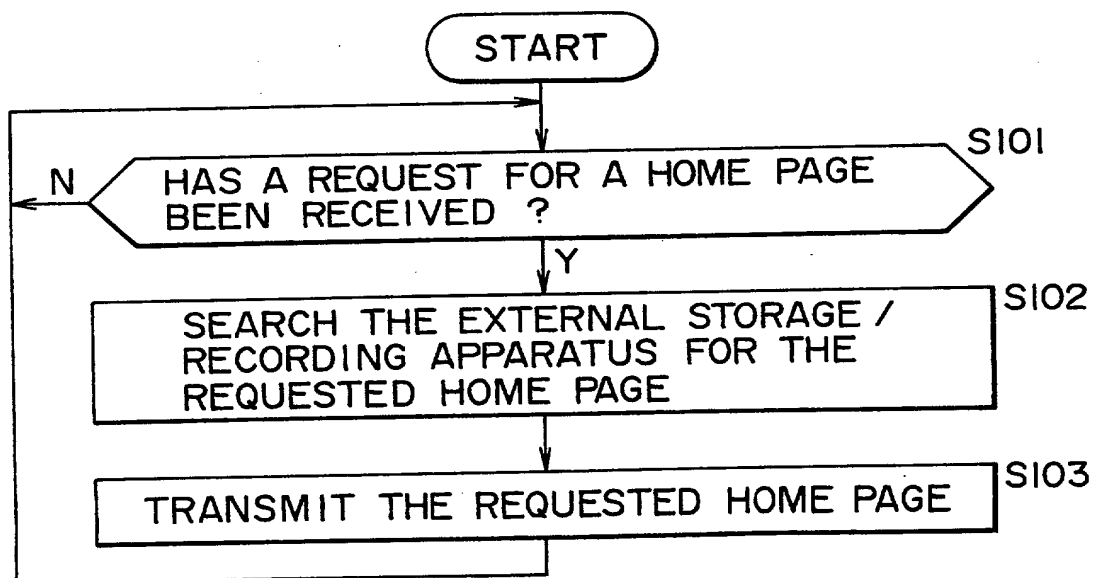 START
S101
N
HAS A REQUEST FOR A HOME PAGE
BEEN RECEIVED ?
Y
S102
SEARCH THE EXTERNAL STORAGE /
RECORDING APPARATUS FOR THE
REQUESTED HOME PAGE
S103
TRANSMIT THE REQUESTED HOME PAGE